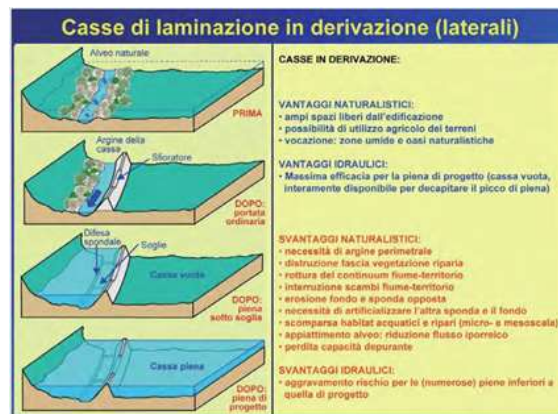 Casse di laminazione in derivazione (laterali)
Alveo naturale
PRIMA
Argine della
cassa
Sfioratore
DOPO:
portata
ordinaria
Difesa
spondale
Soglie
Cassa vuota
DOPO:
piena
sotto soglia
Cassa piena
DOPO:
piena di
progetto
CASSE IN DERIVAZIONE:
VANTAGGI NATURALISTICI:
• ampi spazi liberi dall'edificazione
• possibilità di utilizzo agricolo dei terreni
• vocazione: zone umide e oasi naturalistiche
VANTAGGI IDRAULICI:
• Massima efficacia per la piena di progetto (cassa vuota,
interamente disponibile per decapitare il picco di piena)
SVANTAGGI NATURALISTICI:
• necessità di argine perimetrale
• distruzione fascia vegetazione riparia
• rottura del continuum fiume-territorio
• interruzione scambi fiume-territorio
• erosione fondo e sponda opposta
• necessità di artificializzare l'altra sponda e il fondo
• scomparsa habitat acquatici e ripari (micro- e mesoscala)
• appiattimento alveo: riduzione flusso iporreico
• perdita capacità depurante
SVANTAGGI IDRAULICI:
• aggravamento rischio per le (numerose) piene inferiori a
quella di progetto